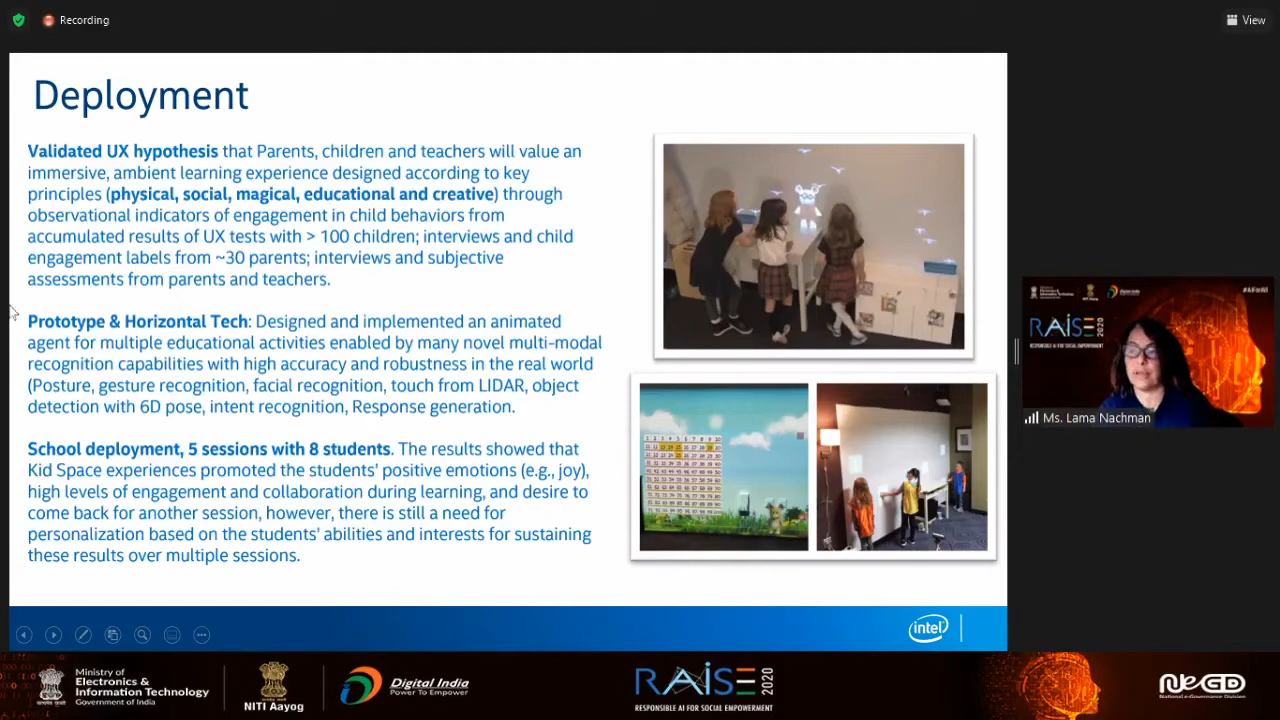 Recording
View
Deployment
Validated UX hypothesis that Parents, children and teachers will value an
immersive, ambient learning experience designed according to key
principles (physical, social, magical, educational and creative) through
observational indicators of engagement in child behaviors from
accumulated results of UX tests with > 100 children; interviews and child
engagement labels from ~30 parents; interviews and subjective
assessments from parents and teachers.
Prototype & Horizontal Tech: Designed and implemented an animated
agent for multiple educational activities enabled by many novel multi-modal
recognition capabilities with high accuracy and robustness in the real world
(Posture, gesture recognition, facial recognition, touch from LIDAR, object
detection with 6D pose, intent recognition, Response generation.
School deployment, 5 sessions with 8 students. The results showed that
Kid Space experiences promoted the students' positive emotions (e.g., joy),
high levels of engagement and collaboration during learning, and desire to
come back for another session, however, there is still a need for
personalization based on the students' abilities and interests for sustaining
these results over multiple sessions.
intel
#AIForAll
RAISE 2020
RESPONSIBLE AI FOR SOCIAL EMPOWERMENT
Ms. Lama Nachman
Ministry of
Electronics &
Information Technology
Government of India
NITI Aayog
Digital India
Power To Empower
RAISE 2020
RESPONSIBLE AI FOR SOCIAL EMPOWERMENT
NeGD
National e-Governance Division